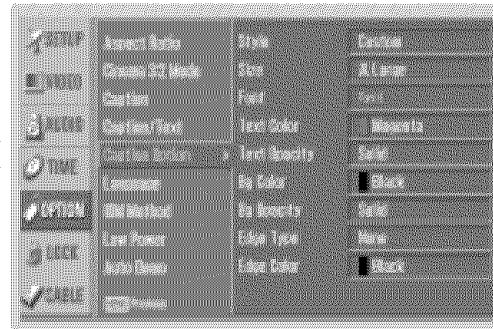 SETUP
VIDEO
AUDIO
TIME
OPTION
LOCK
CABLE
Aspect Ratio
Cinema 3:2 Mode
Caption
Caption/Text
Caption Option
Language
ISM Method
Low Power
Auto Demo
Style Custom
Size X Large
Font
Text Color Magenta
Text Opacity Solid
Bg Color Black
Bg Opacity Solid
Edge Type None
Edge Color Black